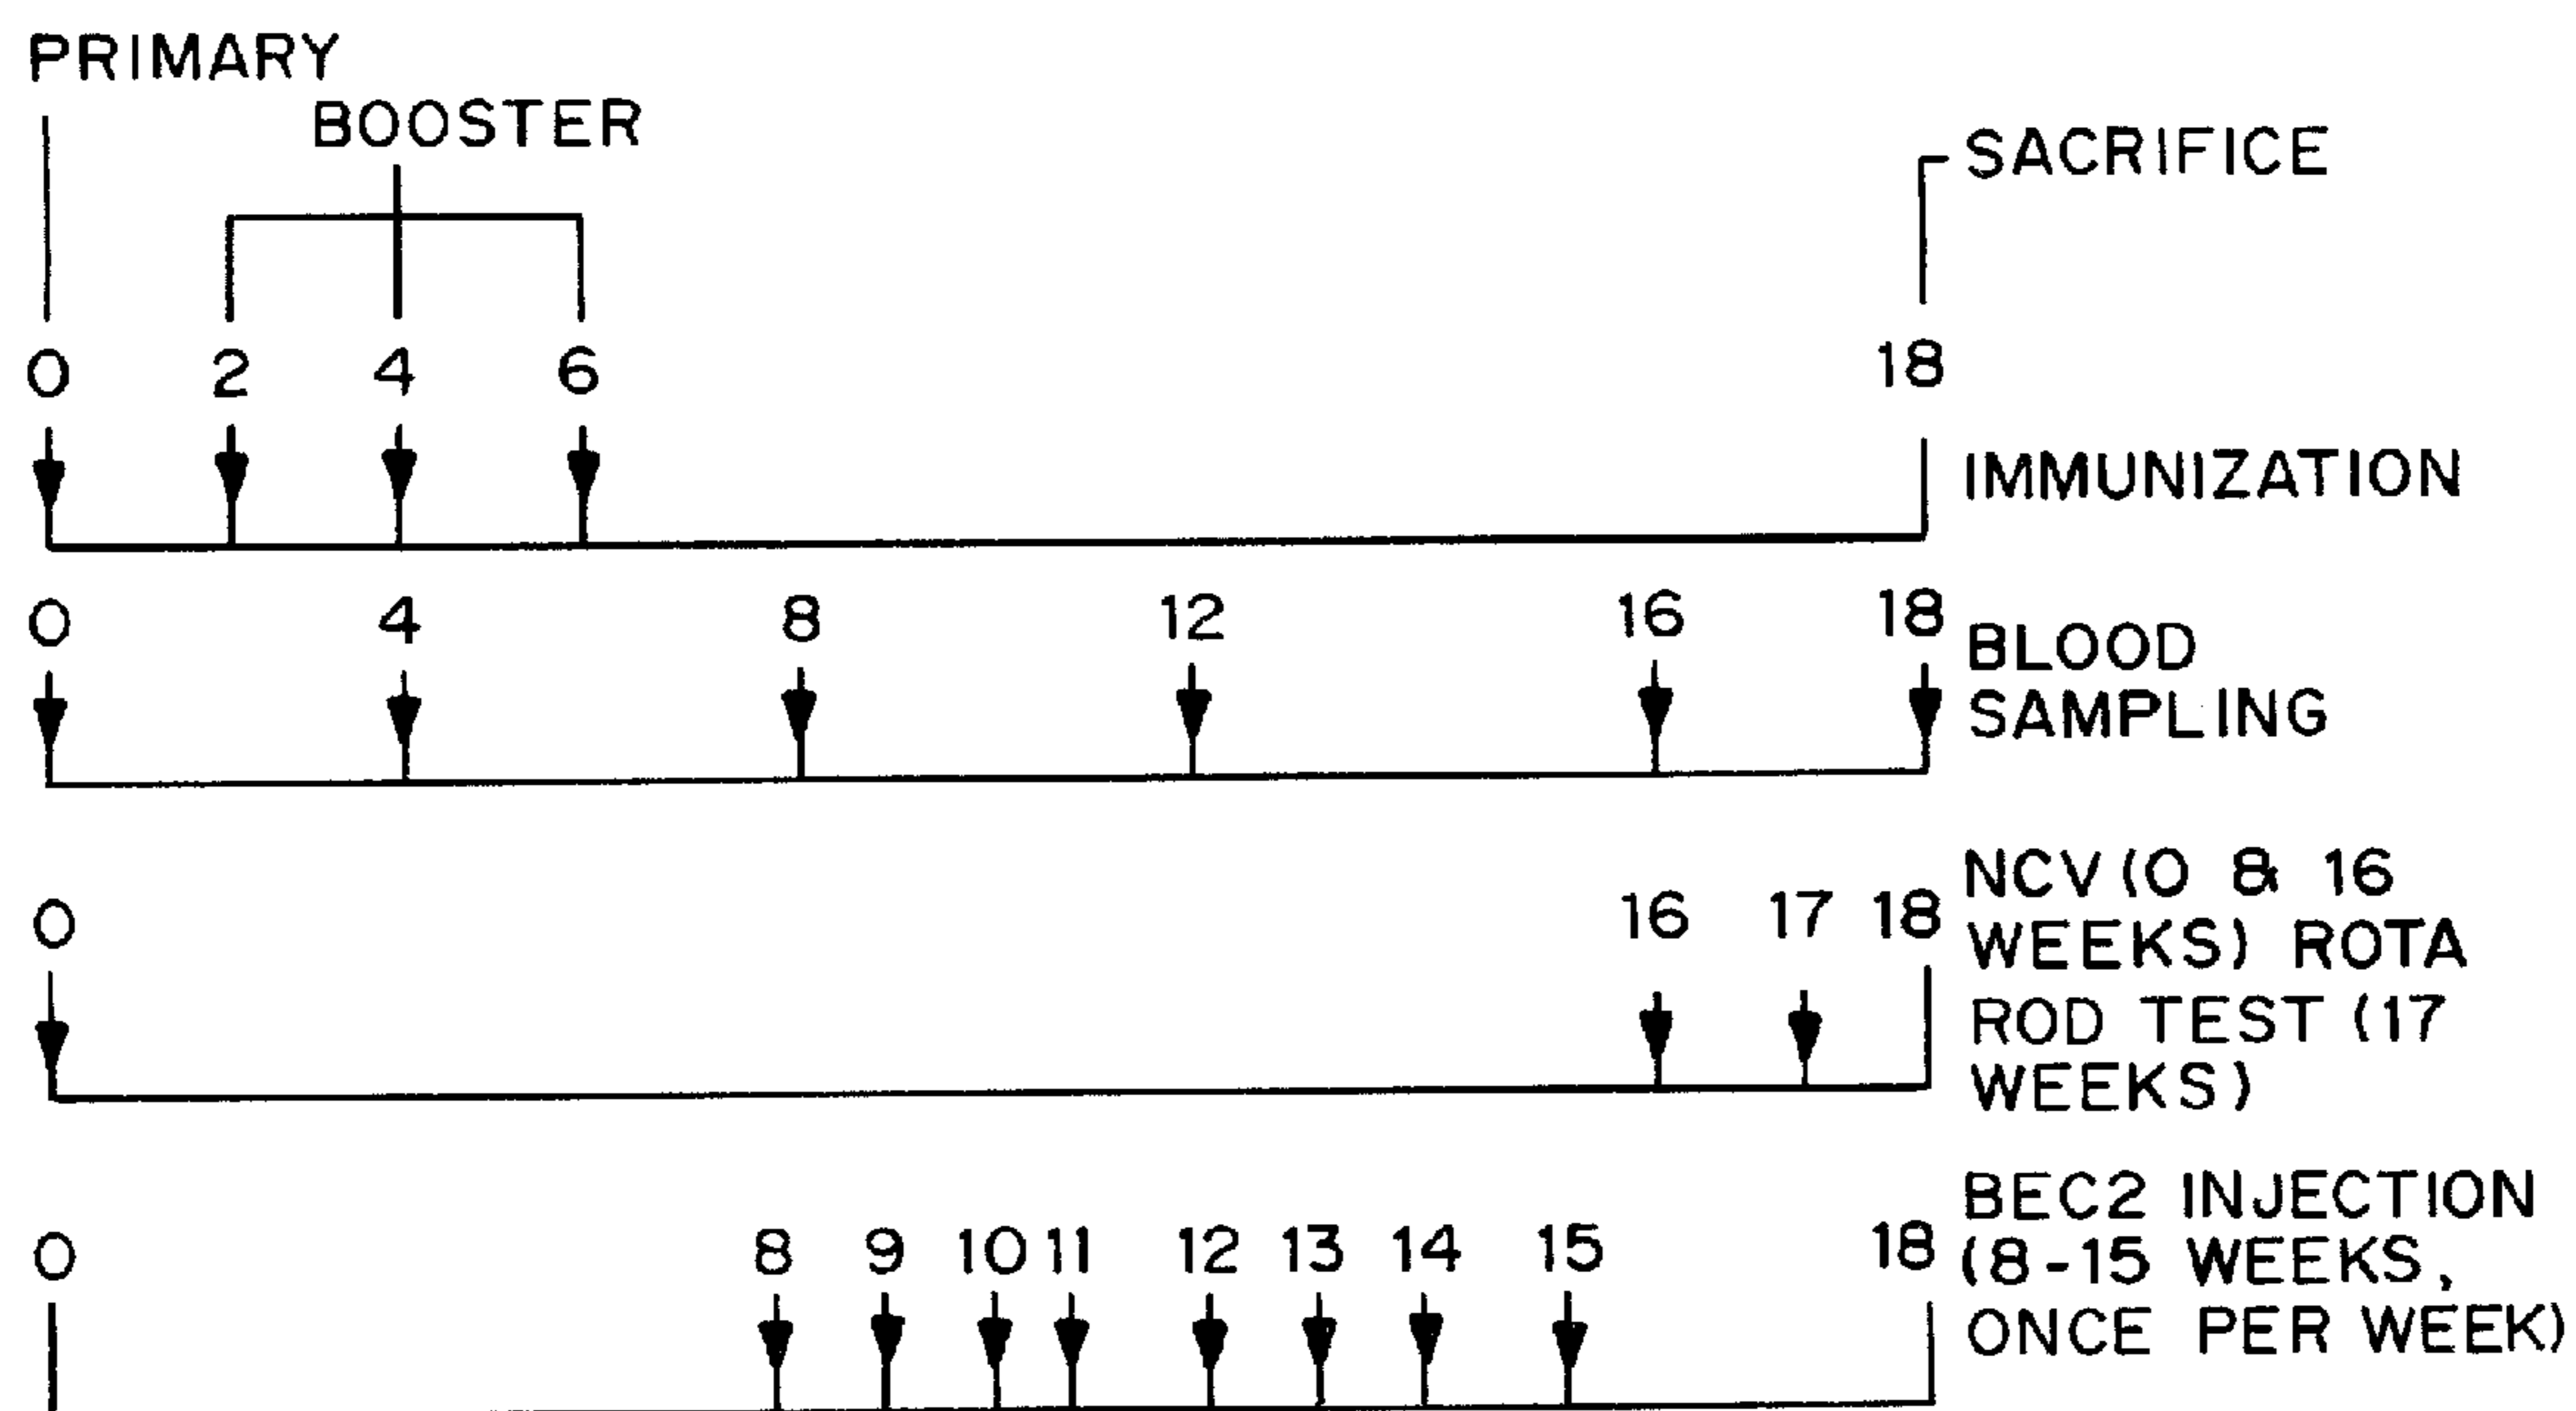 PRIMARY
BOOSTER
SACRIFICE
0 2 4 6 18
IMMUNIZATION
0 4 8 12 16 18
BLOOD
SAMPLING
0 16 17 18
NCV (0 & 16
WEEKS) ROTA
ROD TEST (17
WEEKS)
0 8 9 10 11 12 13 14 15 18
BEC2 INJECTION
(8-15 WEEKS,
ONCE PER WEEK)